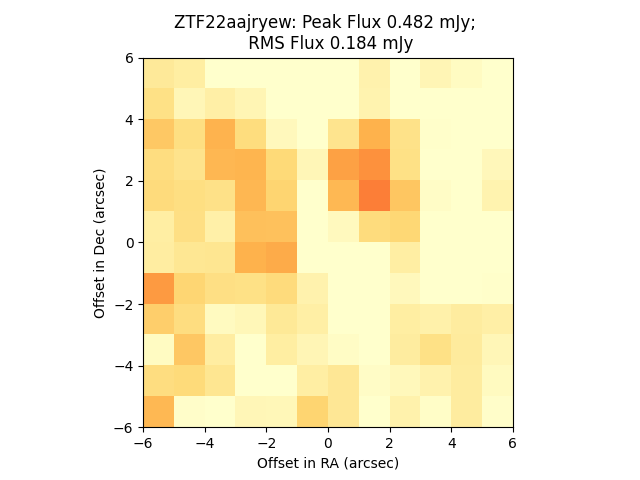 ZTF22aajryew: Peak Flux 0.482 mJy;
RMS Flux 0.184 mJy
6
4
2
0
−2
−4
−6
Offset in Dec (arcsec)
−6 −4 −2 0 2 4 6
Offset in RA (arcsec)